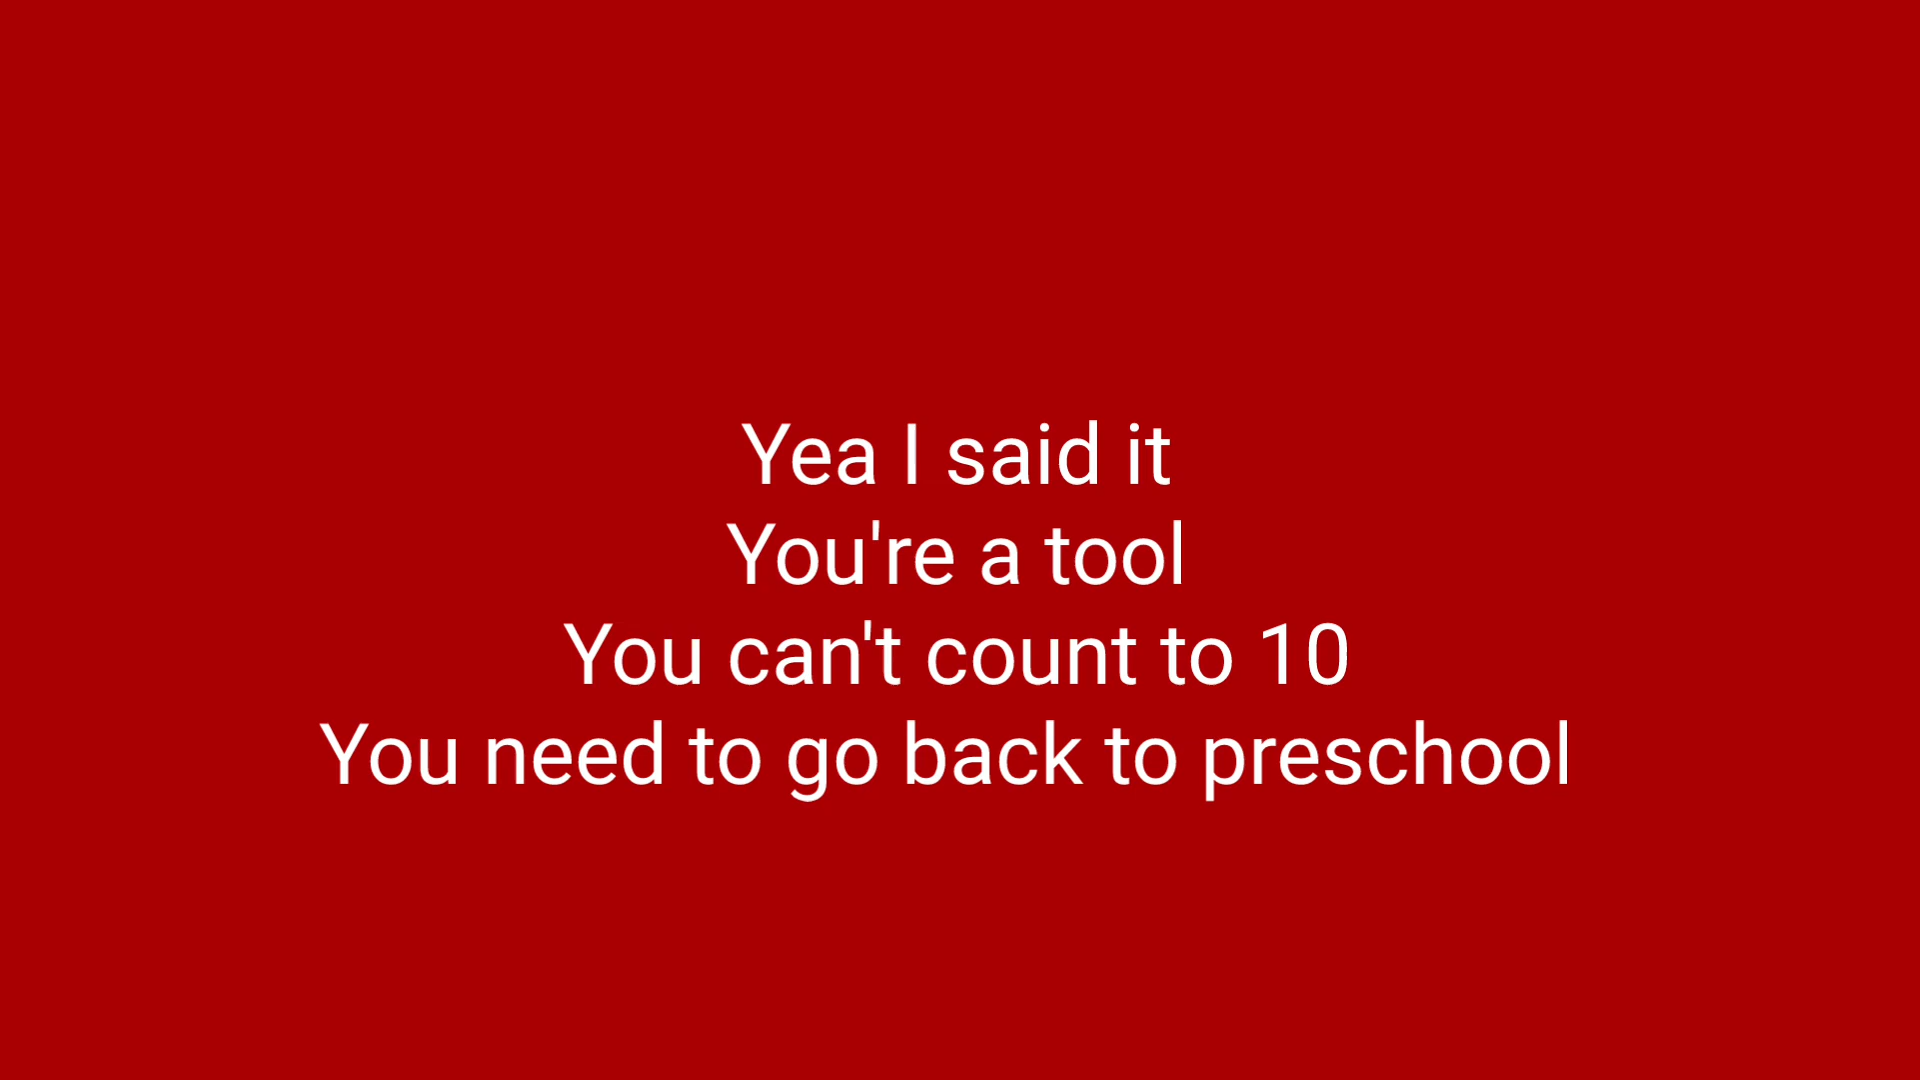 Yea I said it
You're a tool
You can't count to 10
You need to go back to preschool